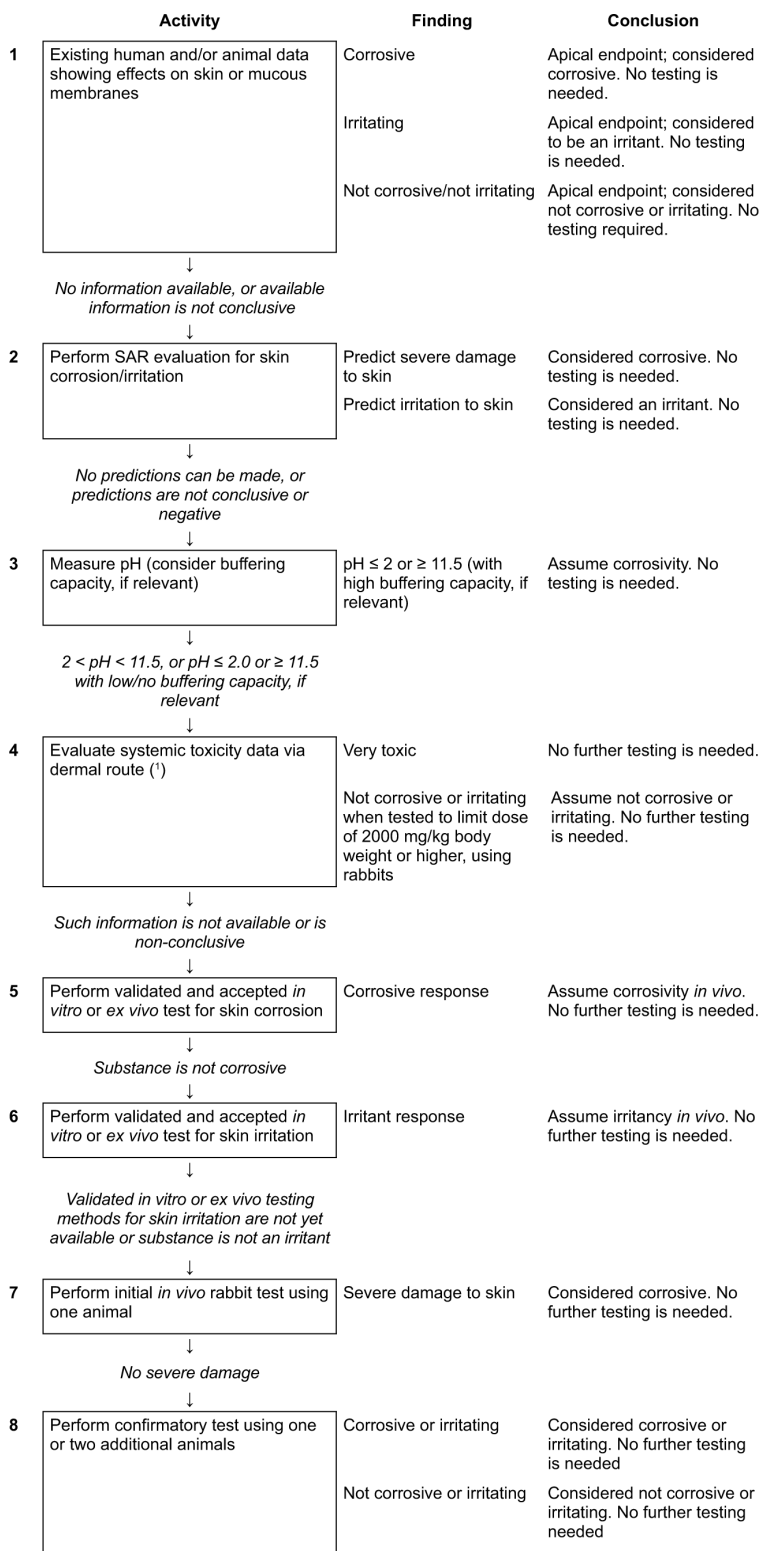 Activity Finding Conclusion
1 Existing human and/or animal data Corrosive Apical endpoint; considered
showing effects on skin or mucous corrosive. No testing is
membranes needed.
Irritating Apical endpoint; considered
to be an irritant. No testing
is needed.
Not corrosive/not irritating Apical endpoint; considered
not corrosive or irritating. No
testing required.
↓
No information available, or available
information is not conclusive
↓
2 Perform SAR evaluation for skin Predict severe damage Considered corrosive. No
corrosion/irritation to skin testing is needed.
Predict irritation to skin Considered an irritant. No
testing is needed.
↓
No predictions can be made, or
predictions are not conclusive or
negative
↓
3 Measure pH (consider buffering pH ≤ 2 or ≥ 11.5 (with Assume corrosivity. No
capacity, if relevant) high buffering capacity, if testing is needed.
relevant)
↓
2 < pH < 11.5, or pH ≤ 2.0 or ≥ 11.5
with low/no buffering capacity, if
relevant
↓
4 Evaluate systemic toxicity data via Very toxic No further testing is needed.
dermal route (¹)
Not corrosive or irritating Assume not corrosive or
when tested to limit dose irritating. No further testing
of 2000 mg/kg body is needed.
weight or higher, using
rabbits
↓
Such information is not available or is
non-conclusive
↓
5 Perform validated and accepted in Corrosive response Assume corrosivity in vivo.
vitro or ex vivo test for skin corrosion No further testing is needed.
↓
Substance is not corrosive
↓
6 Perform validated and accepted in Irritant response Assume irritancy in vivo. No
vitro or ex vivo test for skin irritation further testing is needed.
↓
Validated in vitro or ex vivo testing
methods for skin irritation are not yet
available or substance is not an irritant
↓
7 Perform initial in vivo rabbit test using Severe damage to skin Considered corrosive. No
one animal further testing is needed.
↓
No severe damage
↓
8 Perform confirmatory test using one Corrosive or irritating Considered corrosive or
or two additional animals irritating. No further testing
is needed
Not corrosive or irritating Considered not corrosive or
irritating. No further testing
needed